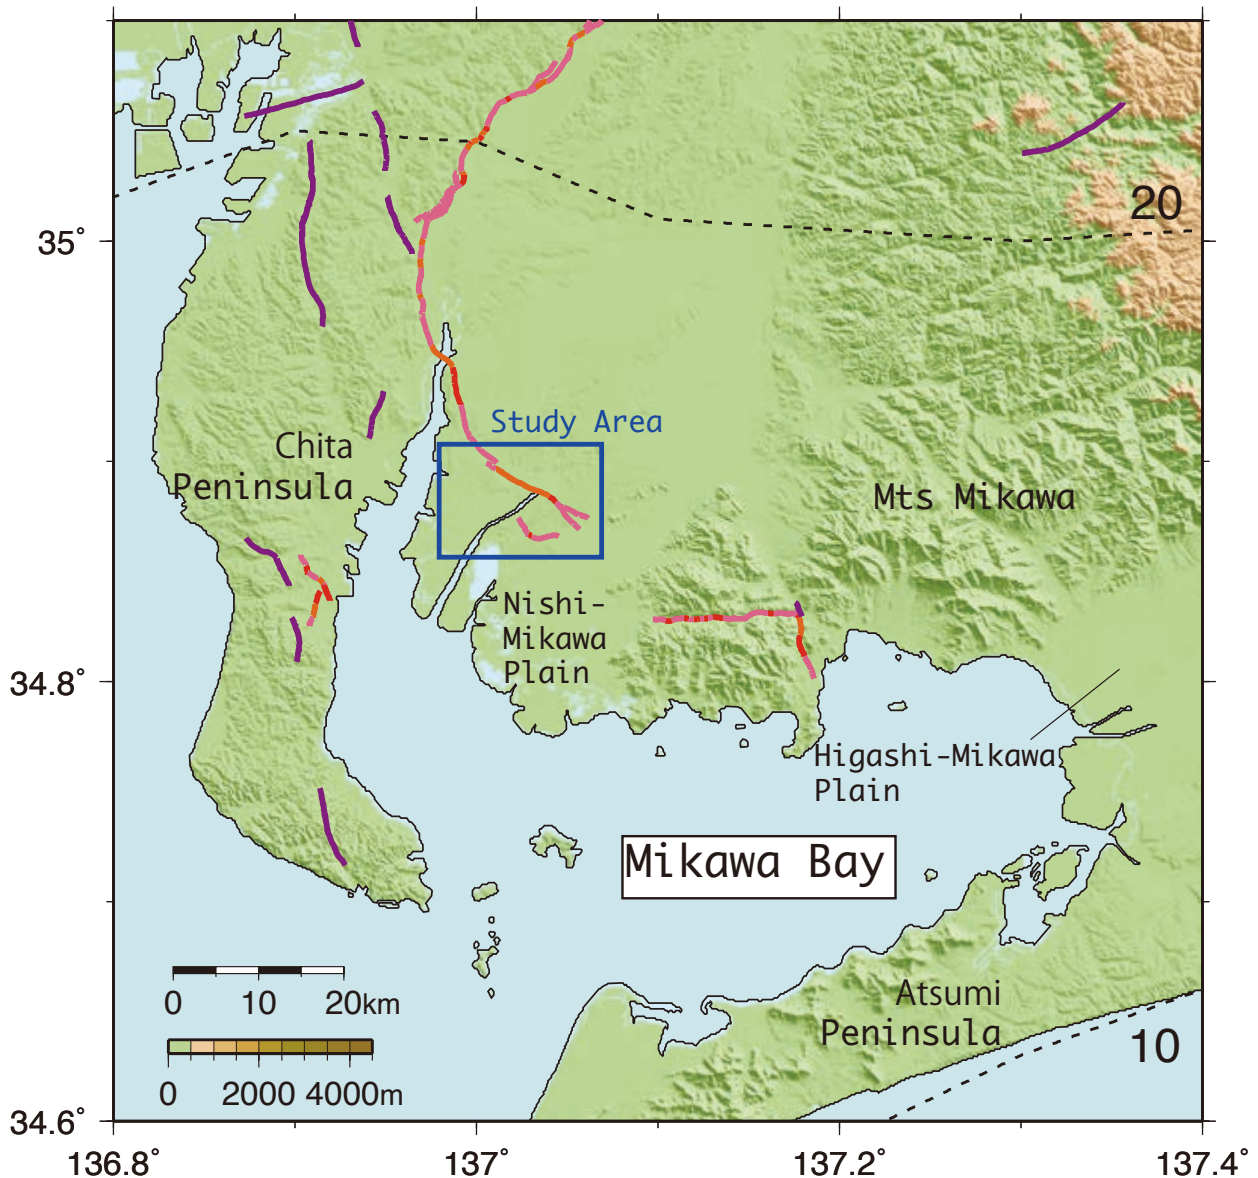 20
35°
Study Area
Chita
Peninsula
Mts Mikawa
Nishi-
Mikawa
Plain
34.8°
Higashi-Mikawa
Plain
Mikawa Bay
0 10 20km
Atsumi
Peninsula
10
0 2000 4000m
34.6°
136.8° 137° 137.2° 137.4°